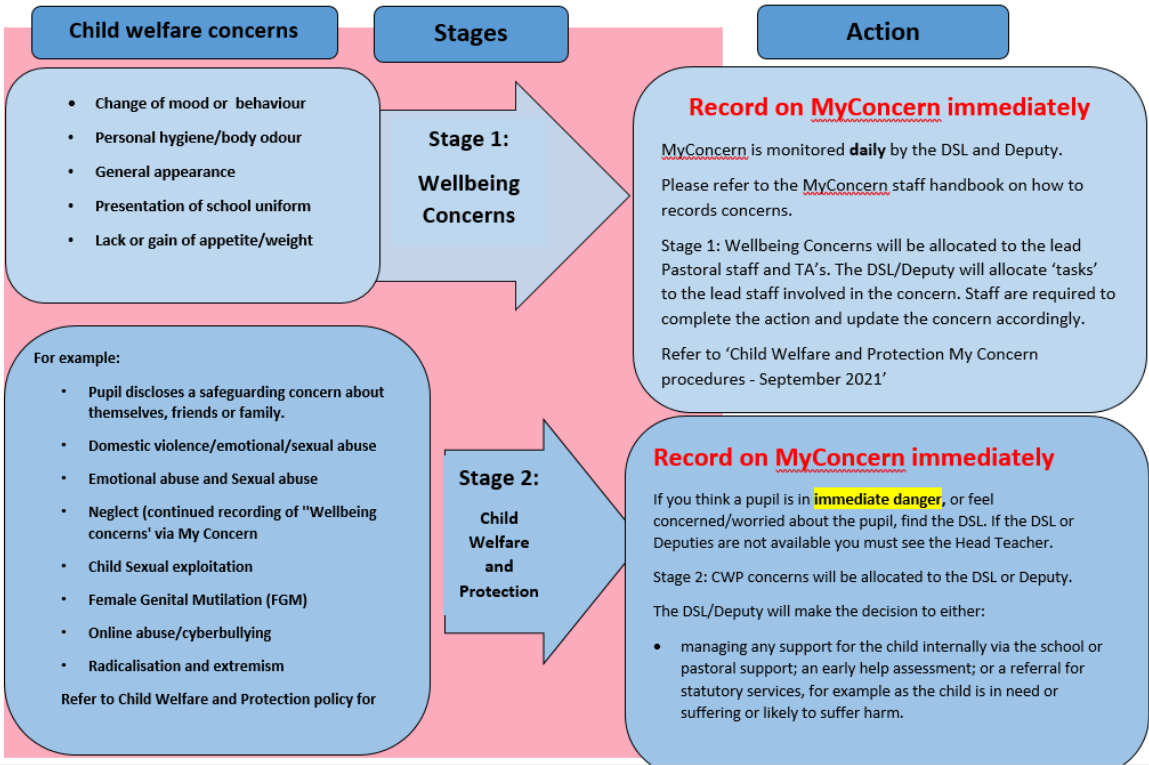 Child welfare concerns
Stages
Action
• Change of mood or behaviour
• Personal hygiene/body odour
• General appearance
• Presentation of school uniform
• Lack or gain of appetite/weight
Stage 1:
Wellbeing
Concerns
Record on MyConcern immediately
MyConcern is monitored daily by the DSL and Deputy.
Please refer to the MyConcern staff handbook on how to
records concerns.
Stage 1: Wellbeing Concerns will be allocated to the lead
Pastoral staff and TA's. The DSL/Deputy will allocate 'tasks'
to the lead staff involved in the concern. Staff are required to
complete the action and update the concern accordingly.
Refer to 'Child Welfare and Protection My Concern
procedures - September 2021'
For example:
• Pupil discloses a safeguarding concern about
themselves, friends or family.
• Domestic violence/emotional/sexual abuse
• Emotional abuse and Sexual abuse
• Neglect (continued recording of "Wellbeing
concerns' via My Concern
• Child Sexual exploitation
• Female Genital Mutilation (FGM)
• Online abuse/cyberbullying
• Radicalisation and extremism
Refer to Child Welfare and Protection policy for
Stage 2:
Child
Welfare
and
Protection
Record on MyConcern immediately
If you think a pupil is in immediate danger, or feel
concerned/worried about the pupil, find the DSL. If the DSL or
Deputies are not available you must see the Head Teacher.
Stage 2: CWP concerns will be allocated to the DSL or Deputy.
The DSL/Deputy will make the decision to either:
• managing any support for the child internally via the school or
pastoral support; an early help assessment; or a referral for
statutory services, for example as the child is in need or
suffering or likely to suffer harm.